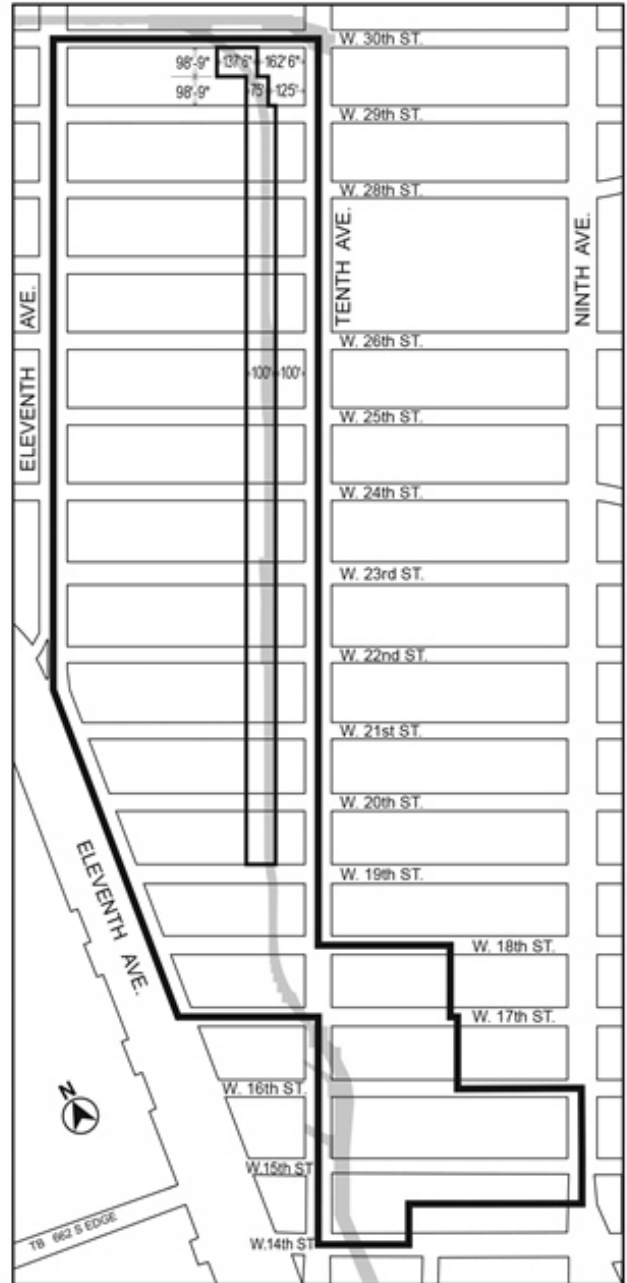 W. 30th ST.
98'-9"
137'6"
162'6"
98'-9"
75'
125'
W. 29th ST.
W. 28th ST.
TENTH AVE.
NINTH AVE.
ELEVENTH AVE.
W. 26th ST.
100'
100'
W. 25th ST.
W. 24th ST.
W. 23rd ST.
W. 22nd ST.
W. 21st ST.
W. 20th ST.
W. 19th ST.
ELEVENTH AVE.
W. 18th ST.
W. 17th ST.
N
W. 16th ST.
W.15th ST
TB 662 S EDGE
W.14th ST